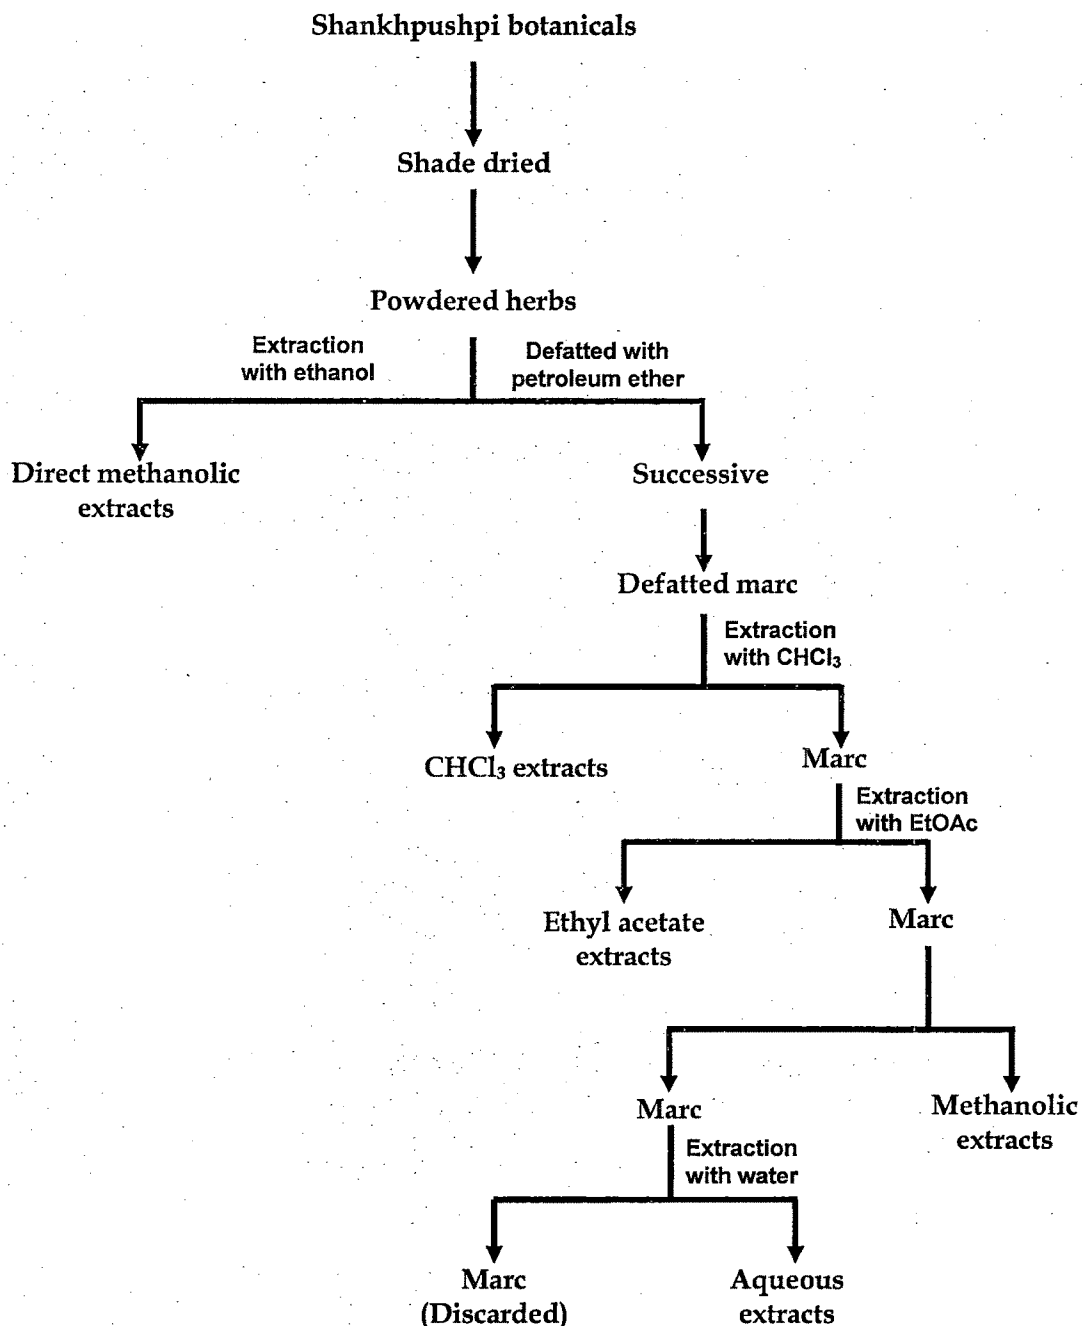 Shankhpushpi botanicals
Shade dried
Powdered herbs
Extraction
with ethanol
Defatted with
petroleum ether
Direct methanolic
extracts
Successive
Defatted marc
Extraction
with CHCl₃
CHCl₃ extracts
Marc
Extraction
with EtOAc
Ethyl acetate
extracts
Marc
Marc
Methanolic
extracts
Extraction
with water
Marc
(Discarded)
Aqueous
extracts